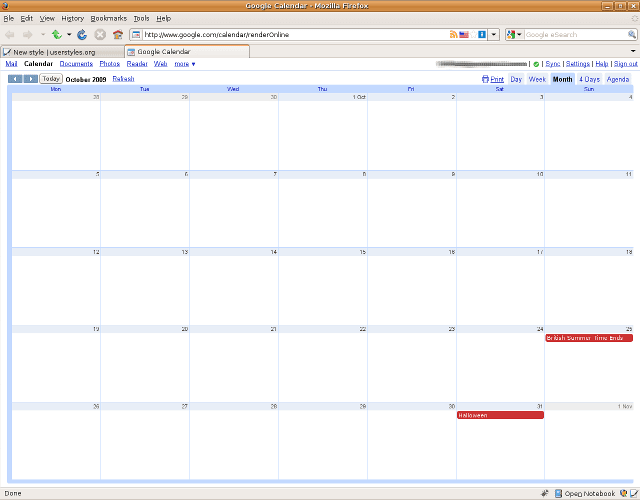 Google Calendar - Mozilla Firefox
File Edit View History Bookmarks Tools Help
http://www.google.com/calendar/renderOnline
Google eSearch
New style | userstyles.org
Google Calendar
Mail Calendar Documents Photos Reader Web more ▼
| Sync | Settings | Help | Sign out
Today October 2009 Refresh
Print Day Week Month 4 Days Agenda
Mon Tue Wed Thu Fri Sat Sun
28 29 30 1 Oct 2 3 4
5 6 7 8 9 10 11
12 13 14 15 16 17 18
19 20 21 22 23 24 25
British Summer Time Ends
26 27 28 29 30 31 1 Nov
Halloween
Done
Open Notebook